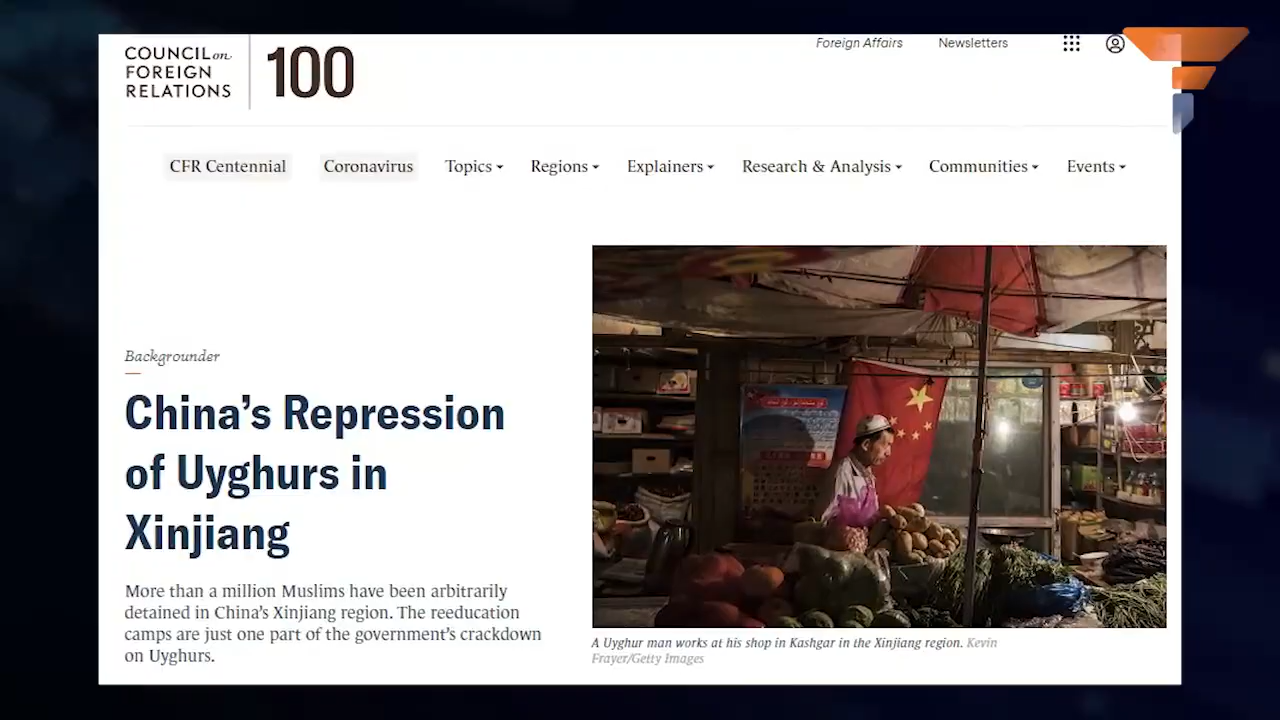 COUNCIL on
FOREIGN
RELATIONS
100
Foreign Affairs
Newsletters
CFR Centennial
Coronavirus
Topics
Regions
Explainers
Research & Analysis
Communities
Events
Backgrounder
China’s Repression
of Uyghurs in
Xinjiang
More than a million Muslims have been arbitrarily
detained in China’s Xinjiang region. The reeducation
camps are just one part of the government’s crackdown
on Uyghurs.
A Uyghur man works at his shop in Kashgar in the Xinjiang region. Kevin
Frayer/Getty Images